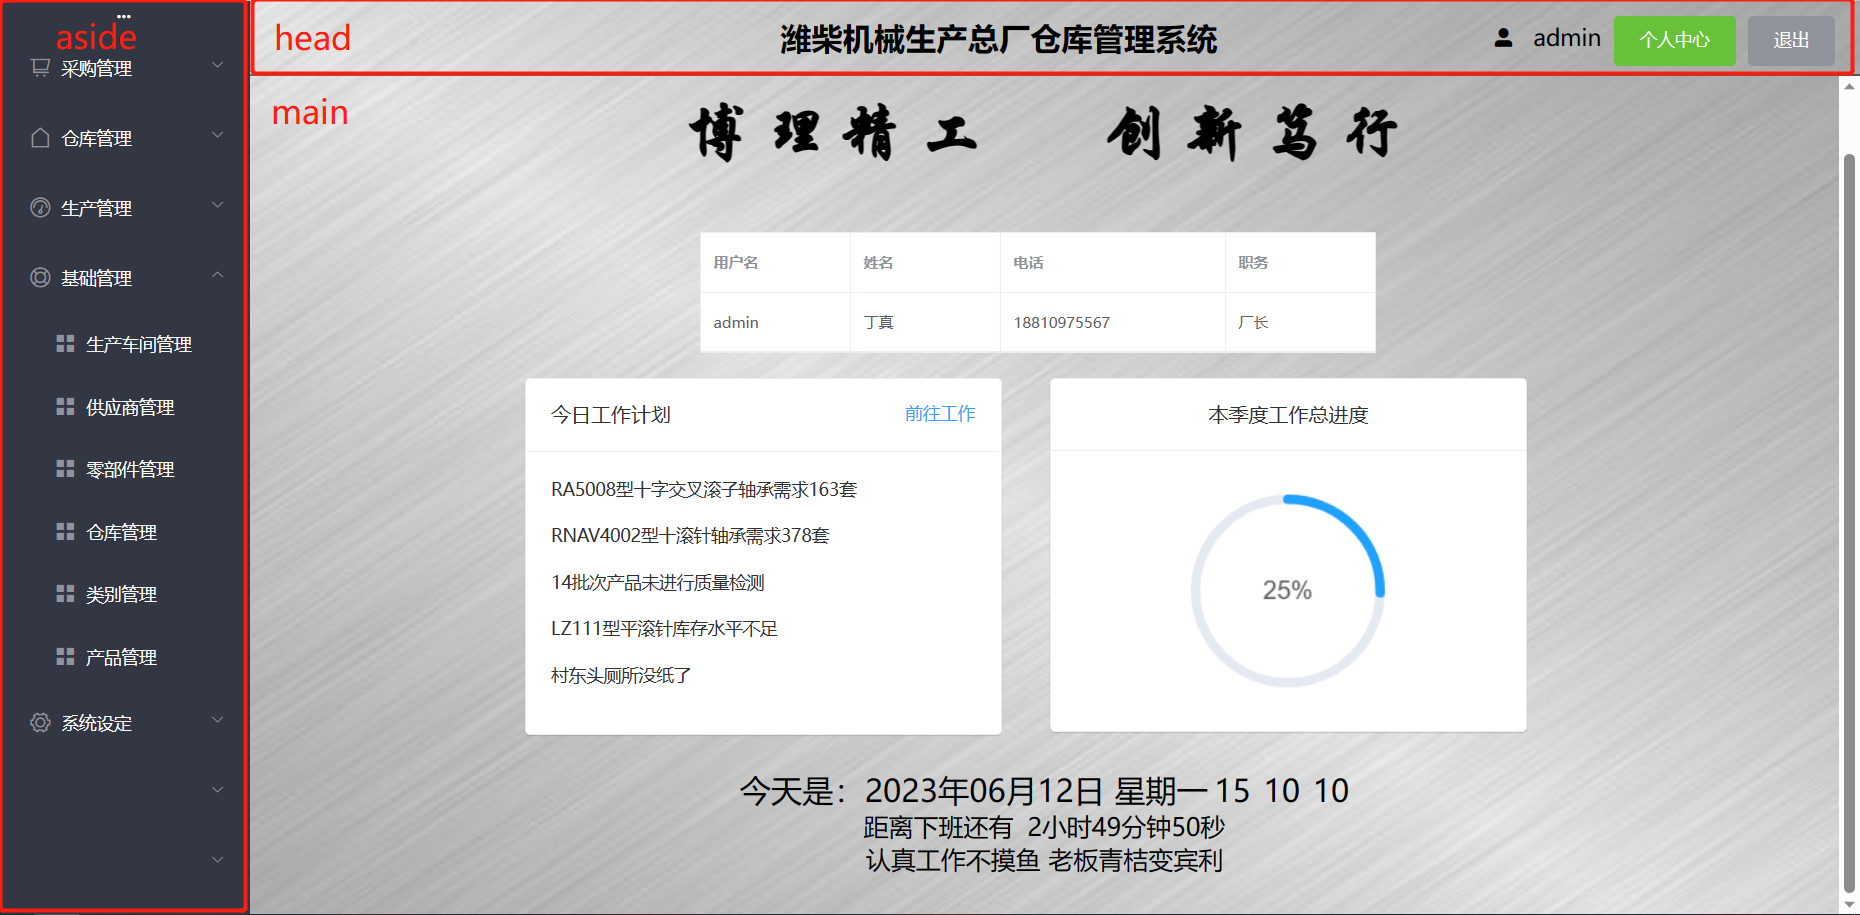 aside
采购管理
仓库管理
生产管理
基础管理
生产车间管理
供应商管理
零部件管理
仓库管理
类别管理
产品管理
系统设定
head
潍柴机械生产总厂仓库管理系统
admin
个人中心
退出
main
博理精工 创新笃行
用户名 姓名 电话 职务
admin 丁真 18810975567 厂长
今日工作计划 前往工作
RA5008型十字交叉滚子轴承需求163套
RNAV4002型十滚针轴承需求378套
14批次产品未进行质量检测
LZ111型平滚针库存水平不足
村东头厕所没纸了
本季度工作总进度
25%
今天是：2023年06月12日 星期一 15 10 10
距离下班还有 2小时49分钟50秒
认真工作不摸鱼 老板青桔变宾利